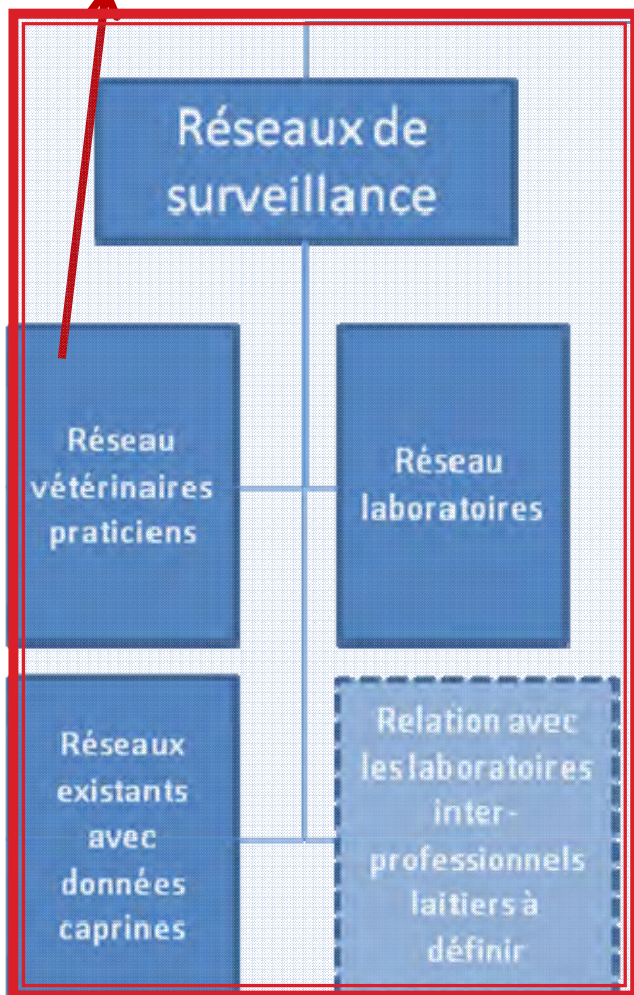 Réseaux de
surveillance
Réseau
vétérinaires
praticiens
Réseau
laboratoires
Réseaux
existants
avec
données
caprines
Relation avec
les laboratoires
inter-
professionnels
laitiers à
définir